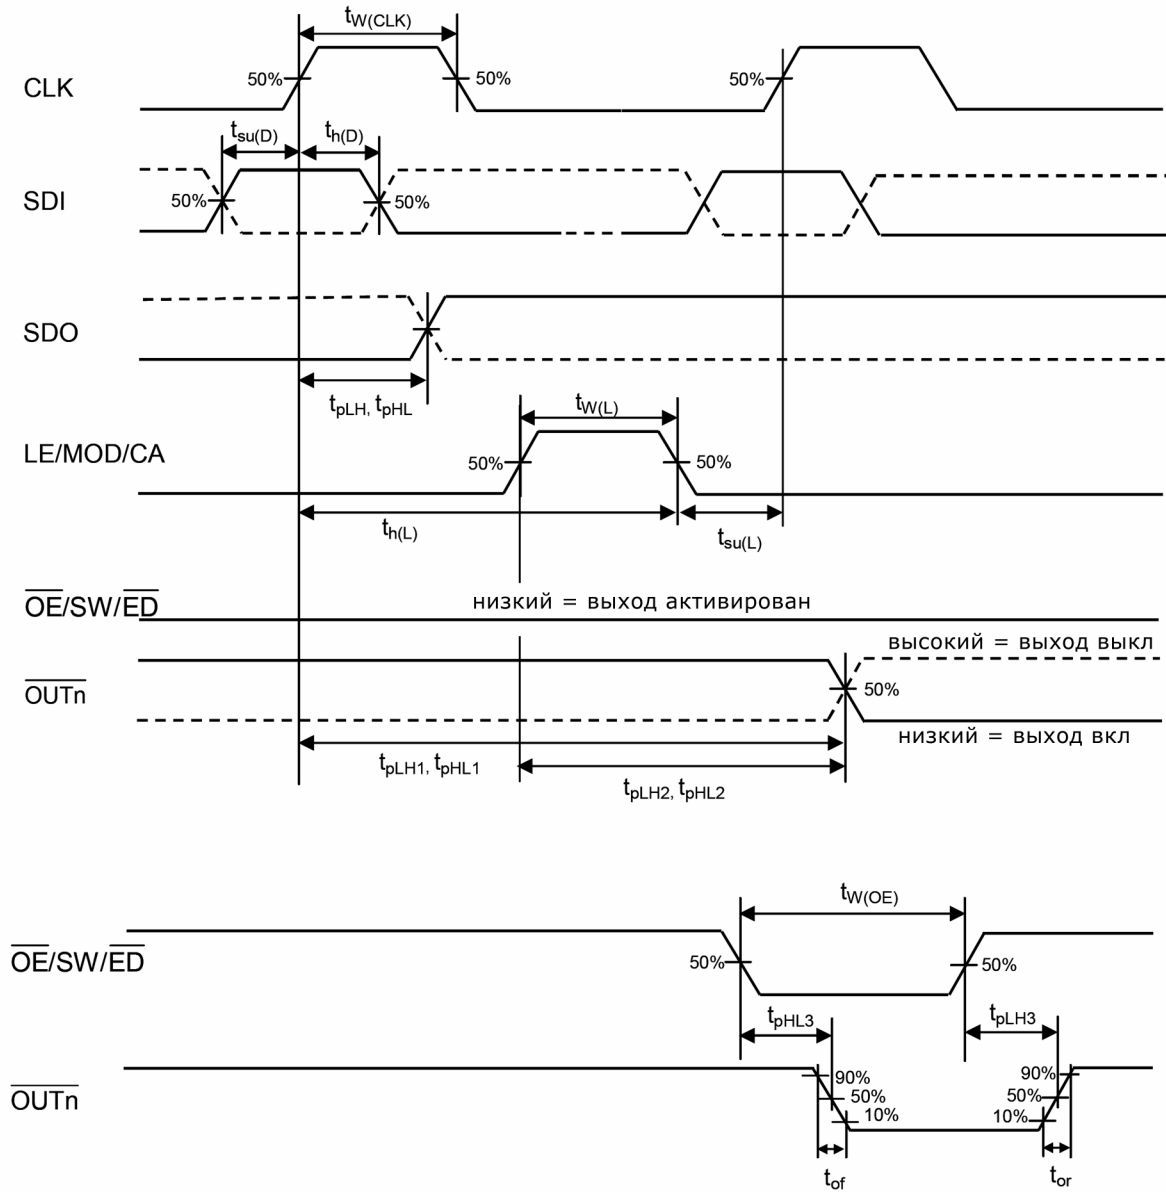 tW(CLK)
CLK 50% 50% 50%
tsu(D) th(D)
SDI 50% 50%
SDO
tpLH, tpHL
tW(L)
LE/MOD/CA 50% 50%
th(L) tsu(L)
OE/SW/ED низкий = выход активирован
высокий = выход выкл
OUTn 50%
низкий = выход вкл
tpLH1, tpHL1
tpLH2, tpHL2
tW(OE)
OE/SW/ED 50% 50%
tpHL3 tpLH3
90% 90%
OUTn 50% 50%
10% 10%
tof tor